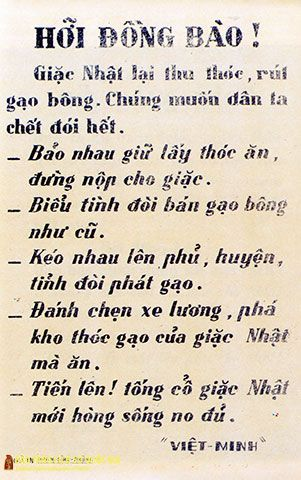 HỠI ĐỒNG BÀO!
Giặc Nhật lại thu thóc, rút
gạo bông. Chúng muốn dân ta
chết đói hết.
— Bảo nhau giữ lấy thóc ăn,
đừng nộp cho giặc.
— Biểu tình đòi bán gạo bông
như cũ.
— Kéo nhau lên phủ, huyện,
tỉnh đòi phát gạo.
— Đánh chẹn xe lương, phá
kho thóc gạo của giặc Nhật
mà ăn.
— Tiến lên! tống cổ giặc Nhật
mới hòng sống no đủ.
"VIỆT-MINH"